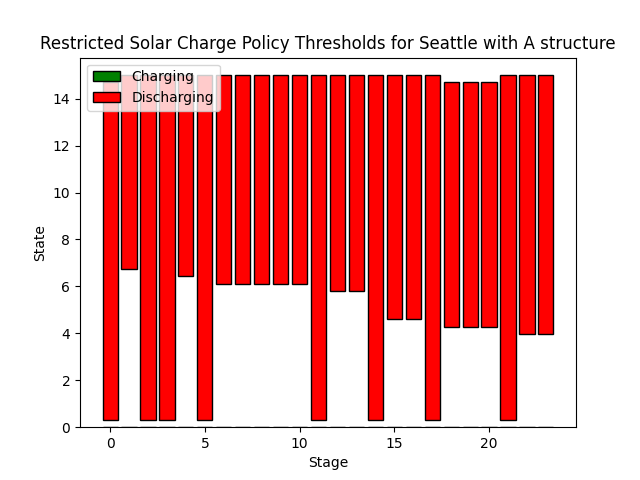 Restricted Solar Charge Policy Thresholds for Seattle with A structure
Charging
Discharging
14
12
10
8
6
4
2
0
State
0 5 10 15 20
Stage